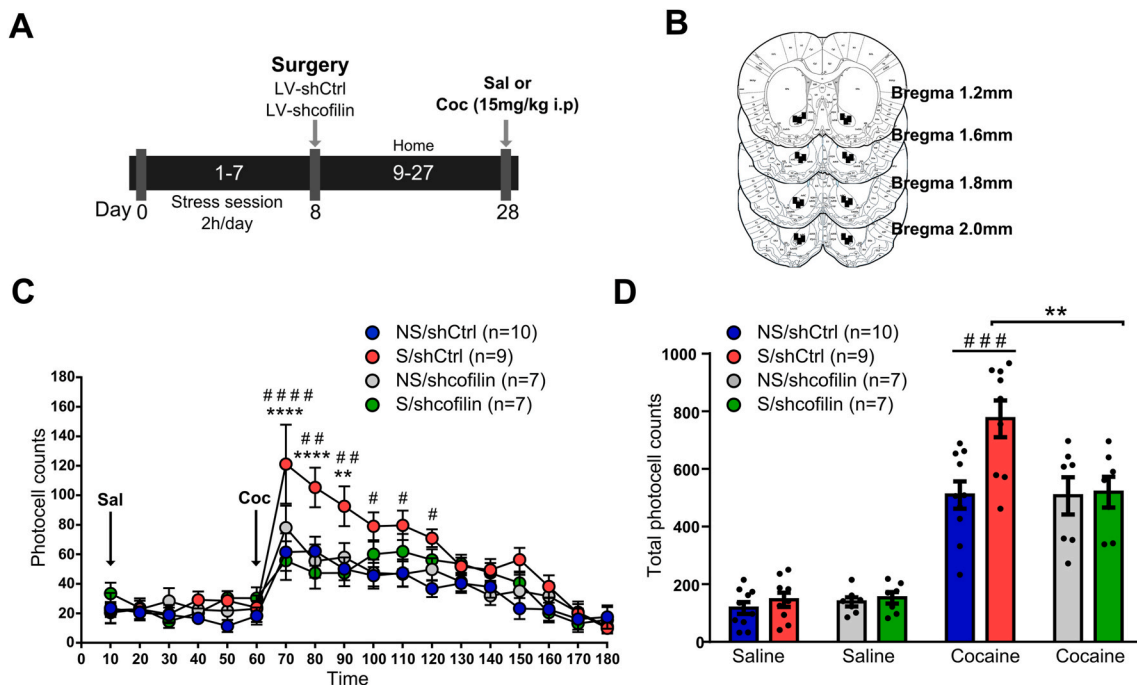 A
Surgery
LV-shCtrl
LV-shcofilin
Sal or
Coc (15mg/kg i.p)
Home
1-7
9-27
Day 0
Stress session
2h/day
8
28
B
Bregma 1.2mm
Bregma 1.6mm
Bregma 1.8mm
Bregma 2.0mm
C
NS/shCtrl (n=10)
S/shCtrl (n=9)
NS/shcofilin (n=7)
S/shcofilin (n=7)
Photocell counts
180
160
140
120
100
80
60
40
20
0
Sal
Coc
# # # #
****
# #
****
# #
**
#
#
#
0 10 20 30 40 50 60 70 80 90 100 110 120 130 140 150 160 170 180
Time
D
NS/shCtrl (n=10)
S/shCtrl (n=9)
NS/shcofilin (n=7)
S/shcofilin (n=7)
**
# # #
Total photocell counts
1000
800
600
400
200
0
Saline Saline Cocaine Cocaine